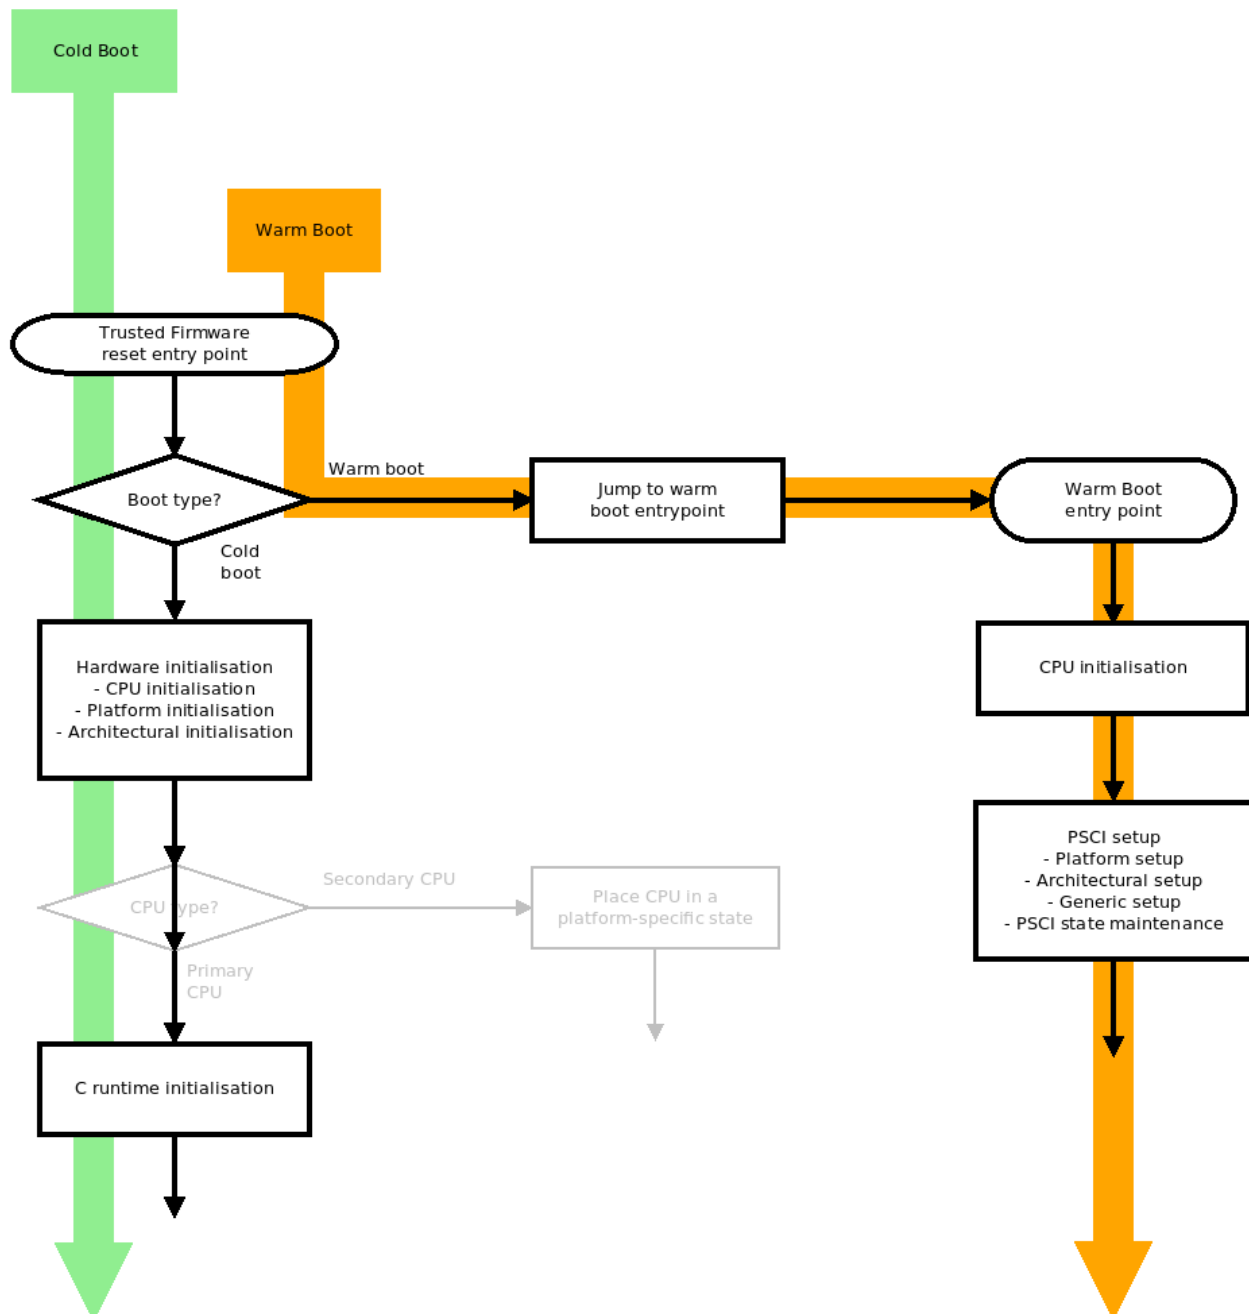 Cold Boot
Warm Boot
Trusted Firmware
reset entry point
Boot type?
Warm boot
Jump to warm
boot entrypoint
Warm Boot
entry point
Cold
boot
Hardware initialisation
- CPU initialisation
- Platform initialisation
- Architectural initialisation
CPU initialisation
CPU type?
Secondary CPU
Place CPU in a
platform-specific state
PSCI setup
- Platform setup
- Architectural setup
- Generic setup
- PSCI state maintenance
Primary
CPU
C runtime initialisation